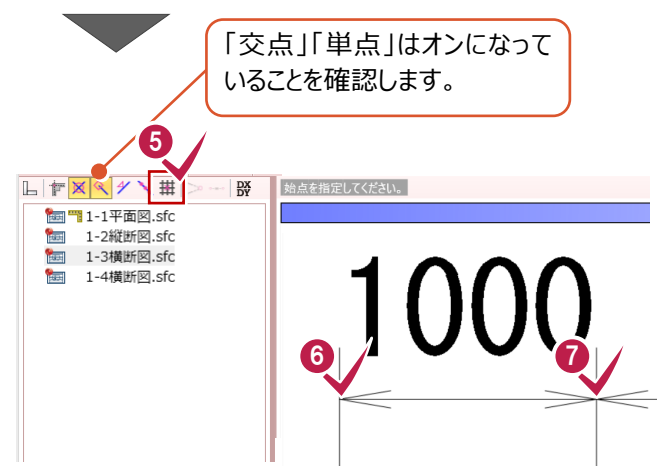 「交点」「単点」はオンになって
いることを確認します。
5
DX
DY
始点を指定してください。
1-1平面図.sfc
1-2縦断図.sfc
1-3横断図.sfc
1-4横断図.sfc
1000
6
7